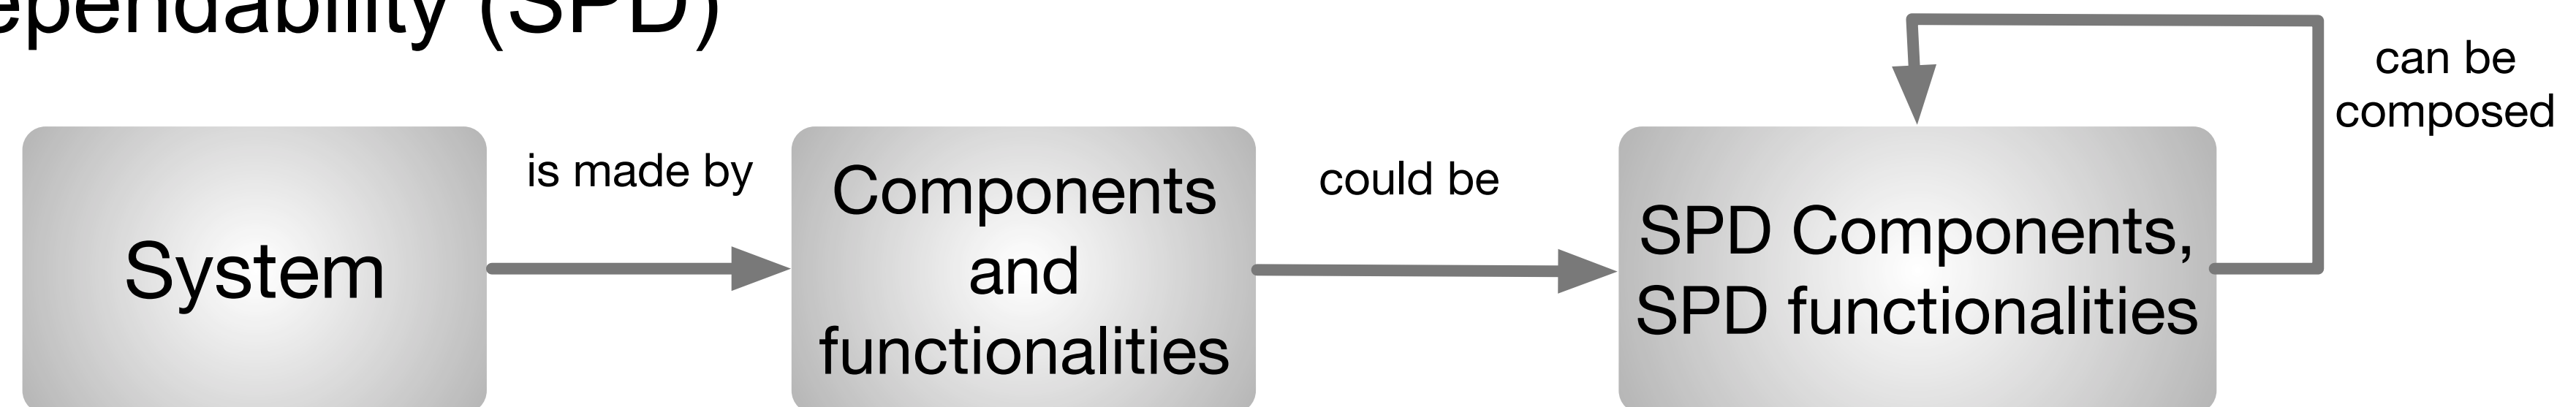 ependability (SPD)
can be
composed
is made by
could be
System
Components
and
functionalities
SPD Components,
SPD functionalities